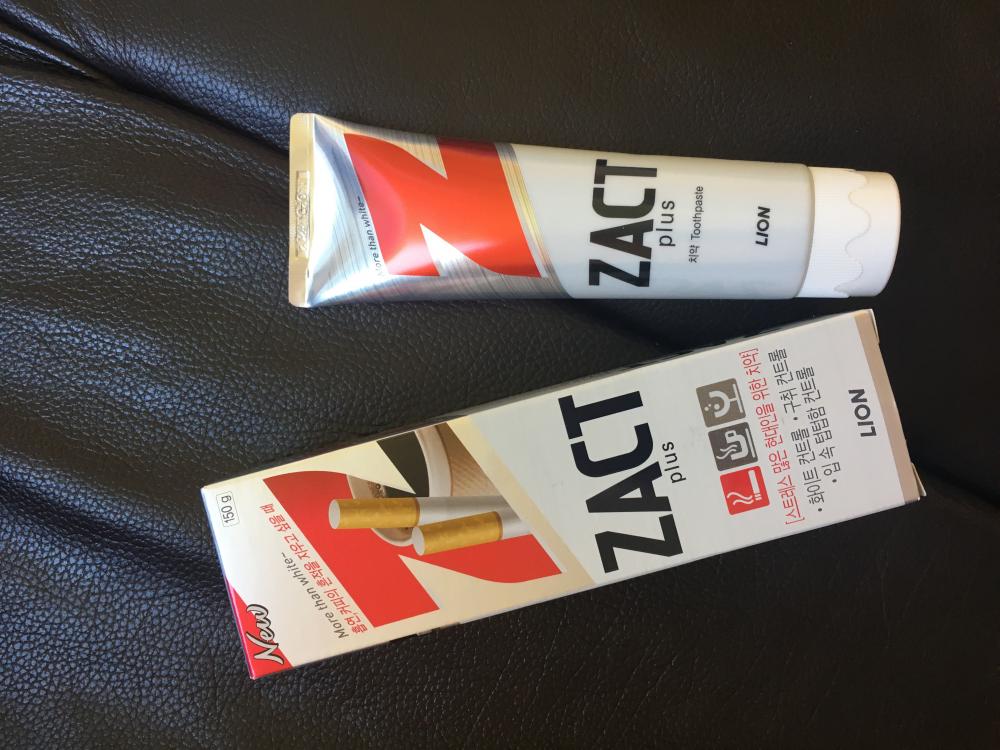 More than white~
ZACT
plus
치약 Toothpaste
LION
New
150 g
More than white~
흡연, 커피의 흔적을 지우고 싶을 때
ZACT
plus
[스트레스 많은 현대인을 위한 치약]
• 화이트 컨트롤 • 구취 컨트롤
• 입 속 텁텁함 컨트롤
LION